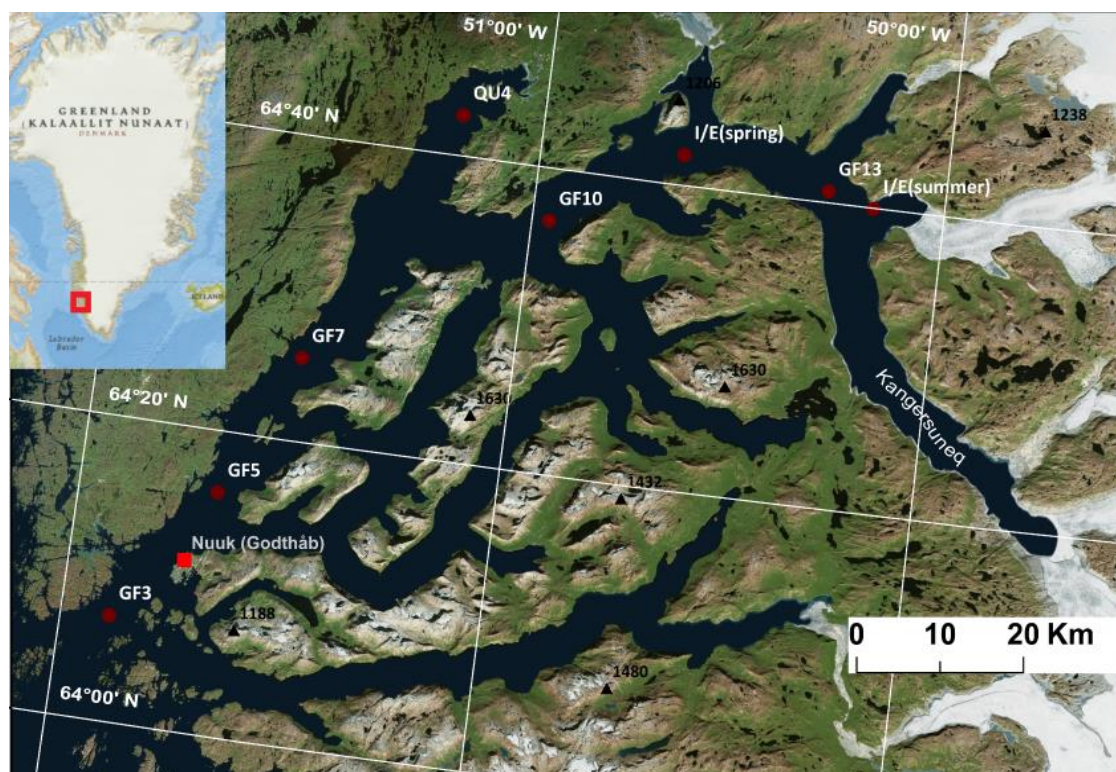 GREENLAND
(KALAALLIT NUNAAT)
DENMARK
ICELAND
Labrador
Basin
51°00' W
50°00' W
64°40' N
QU4
1206
1238
I/E(spring)
GF13
I/E(summer)
GF10
GF7
1630
1630
64°20' N
Kangersuneq
GF5
1432
Nuuk (Godthåb)
GF3
1188
0 10 20 Km
64°00' N
1480